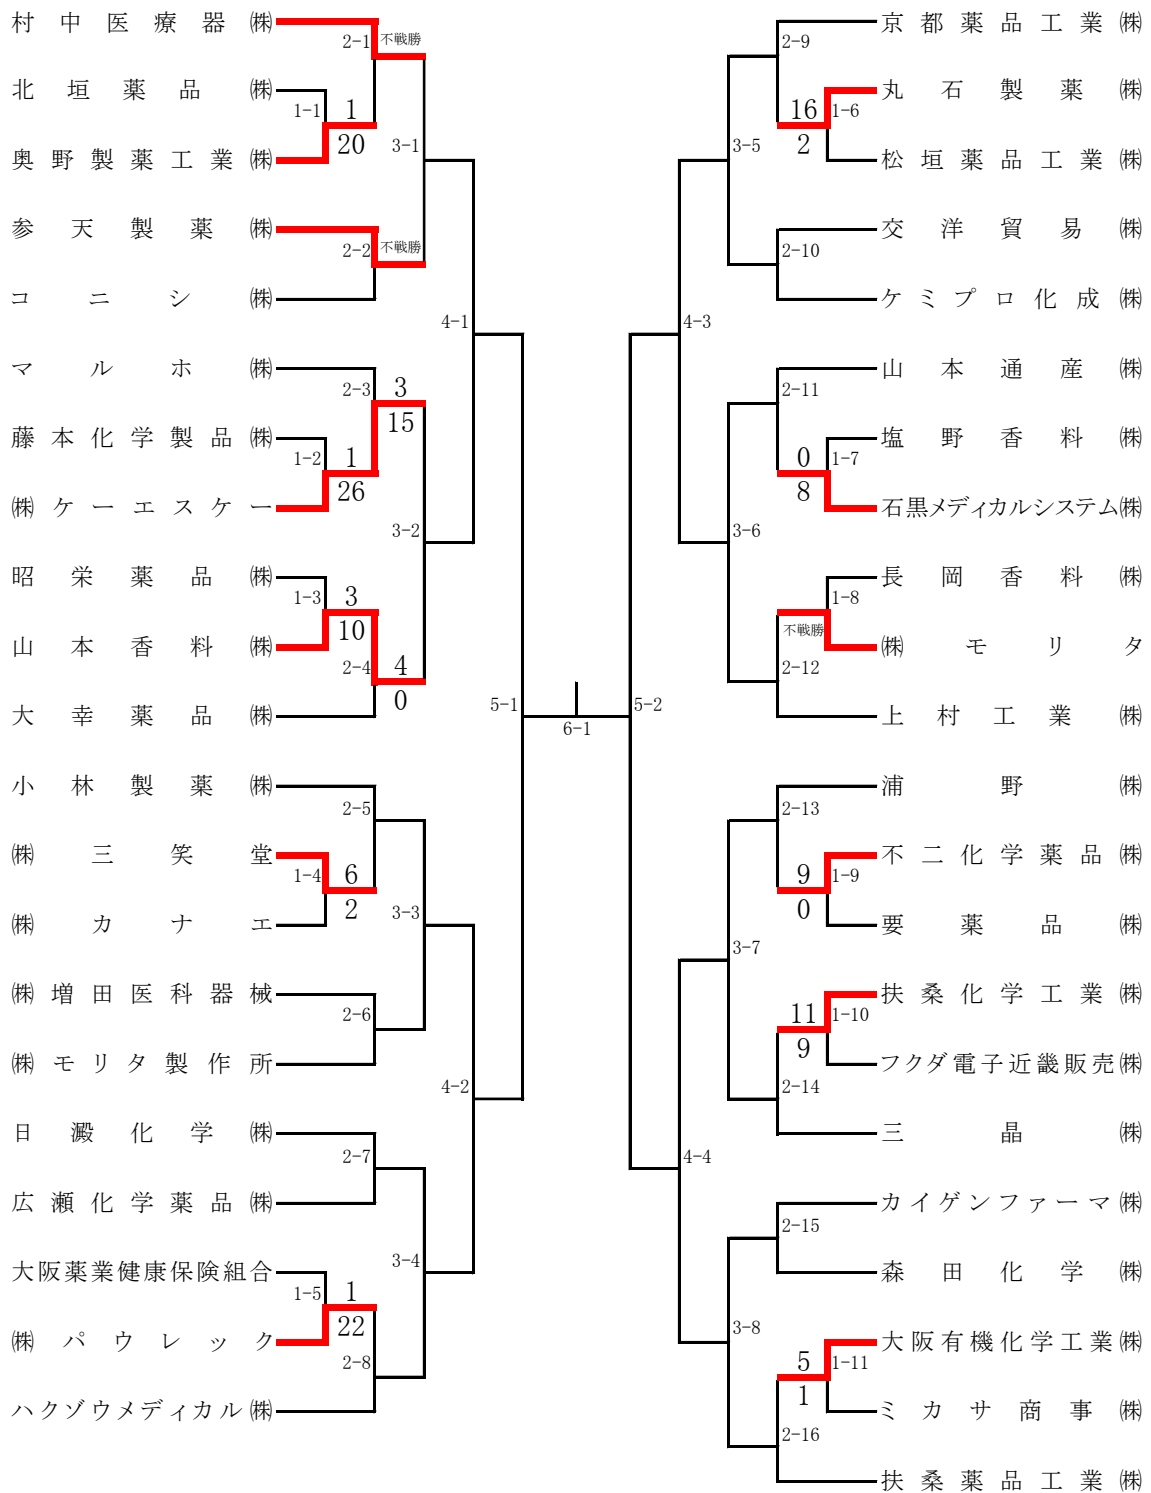 村中医療器㈱
2-1 不戦勝
北垣薬品㈱
1-1 1
20 3-1
奥野製薬工業㈱
参天製薬㈱
2-2 不戦勝
コニシ㈱
4-1
マルホ㈱
2-3 3
15
藤本化学製品㈱
1-2 1
26
㈱ケーエスケー
3-2
昭栄薬品㈱
1-3 3
10
山本香料㈱
2-4 4
0
大幸薬品㈱
5-1
小林製薬㈱
2-5
㈱三笑堂
1-4 6
2 3-3
㈱カナエ
㈱増田医科器械
2-6
㈱モリタ製作所
4-2
日澱化学㈱
2-7
広瀬化学薬品㈱
3-4
大阪薬業健康保険組合
1-5 1
22
㈱パウレック
2-8
ハクゾウメディカル㈱
6-1
京都薬品工業㈱
2-9
丸石製薬㈱
16 1-6
3-5 2
松垣薬品工業㈱
交洋貿易㈱
2-10
ケミプロ化成㈱
4-3
山本通産㈱
2-11
塩野香料㈱
0 1-7
8
石黒メディカルシステム㈱
3-6
長岡香料㈱
1-8
不戦勝
㈱モリタ
2-12
上村工業㈱
5-2
浦野㈱
2-13
不二化学薬品㈱
9 1-9
0
要薬品㈱
3-7
扶桑化学工業㈱
11 1-10
9
フクダ電子近畿販売㈱
2-14
三晶㈱
4-4
カイゲンファーマ㈱
2-15
森田化学㈱
3-8
大阪有機化学工業㈱
5 1-11
1
ミカサ商事㈱
2-16
扶桑薬品工業㈱